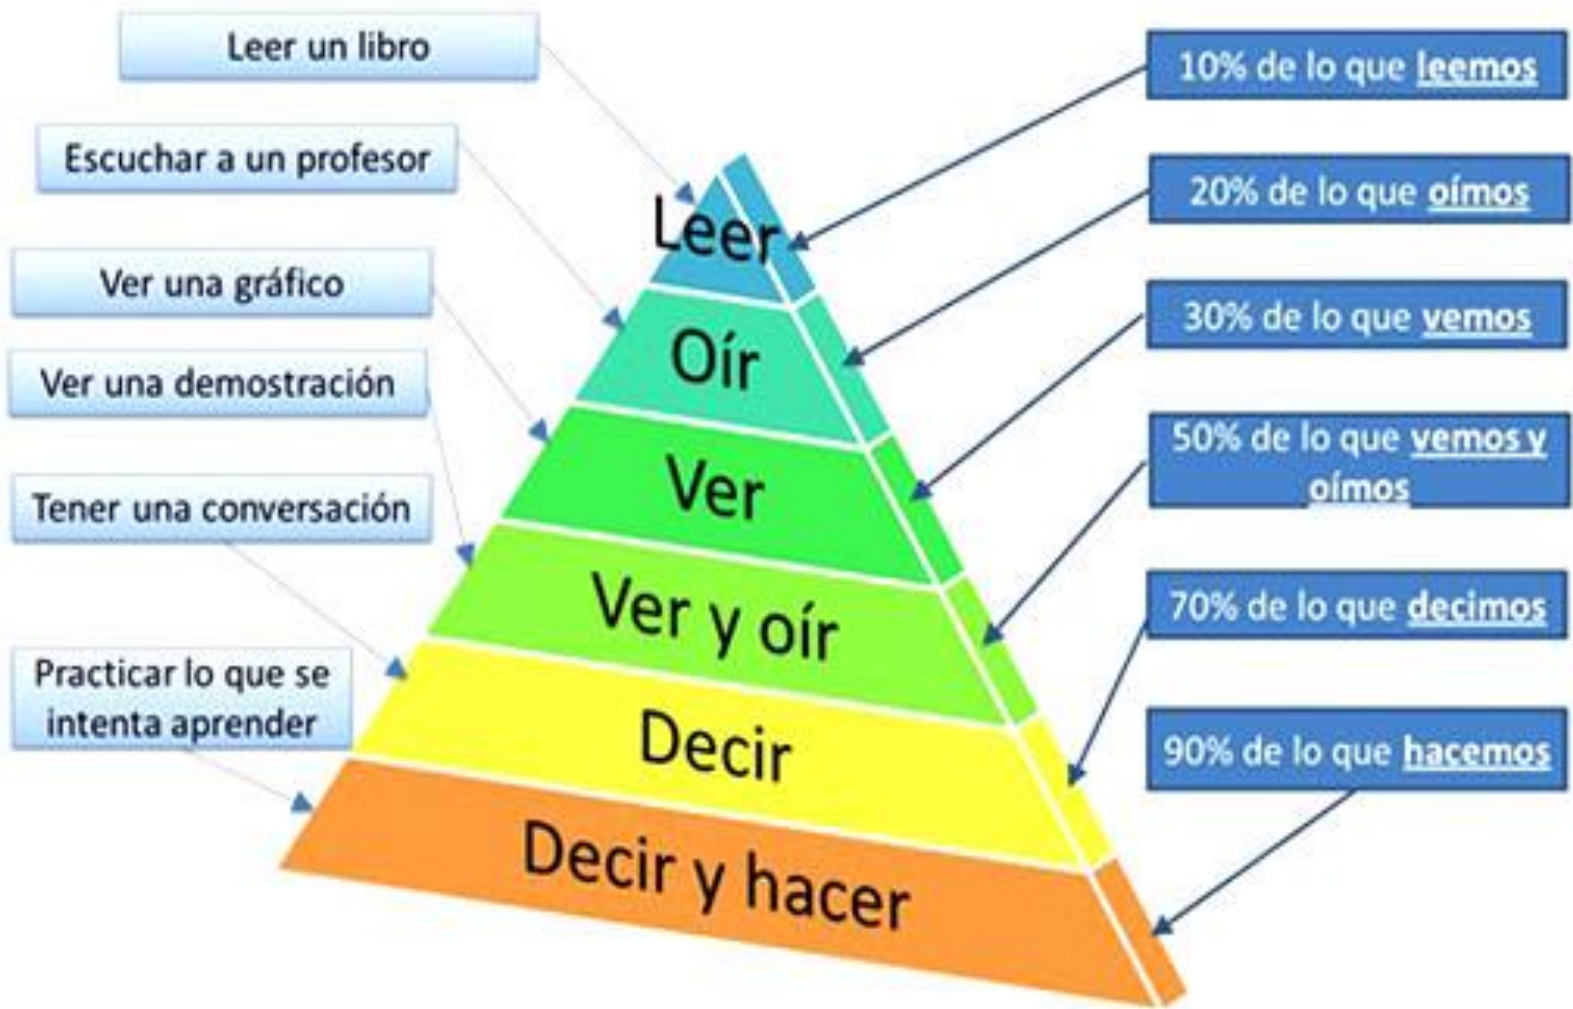 Leer un libro
Escuchar a un profesor
Ver una gráfico
Ver una demostración
Tener una conversación
Practicar lo que se
intenta aprender
Leer
Oír
Ver
Ver y oír
Decir
Decir y hacer
10% de lo que leemos
20% de lo que oímos
30% de lo que vemos
50% de lo que vemos y
oímos
70% de lo que decimos
90% de lo que hacemos